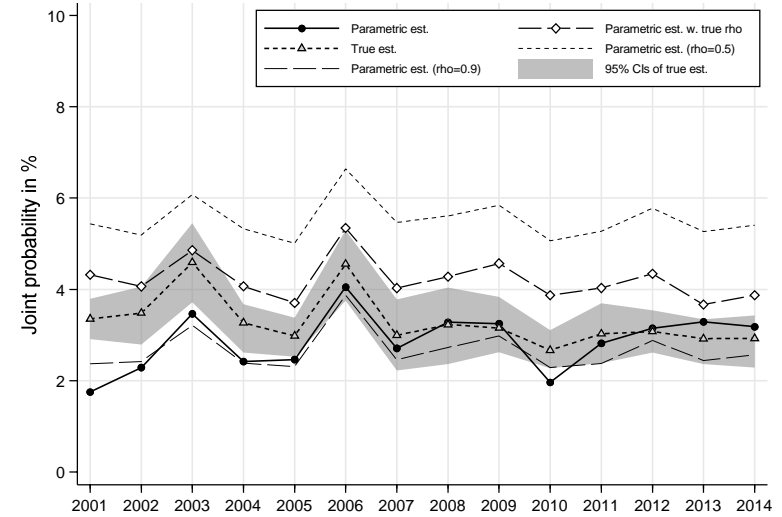 Parametric est.
Parametric est. w. true rho
True est.
Parametric est. (rho=0.5)
Parametric est. (rho=0.9)
95% CIs of true est.
Joint probability in %
10
8
6
4
2
0
2001 2002 2003 2004 2005 2006 2007 2008 2009 2010 2011 2012 2013 2014